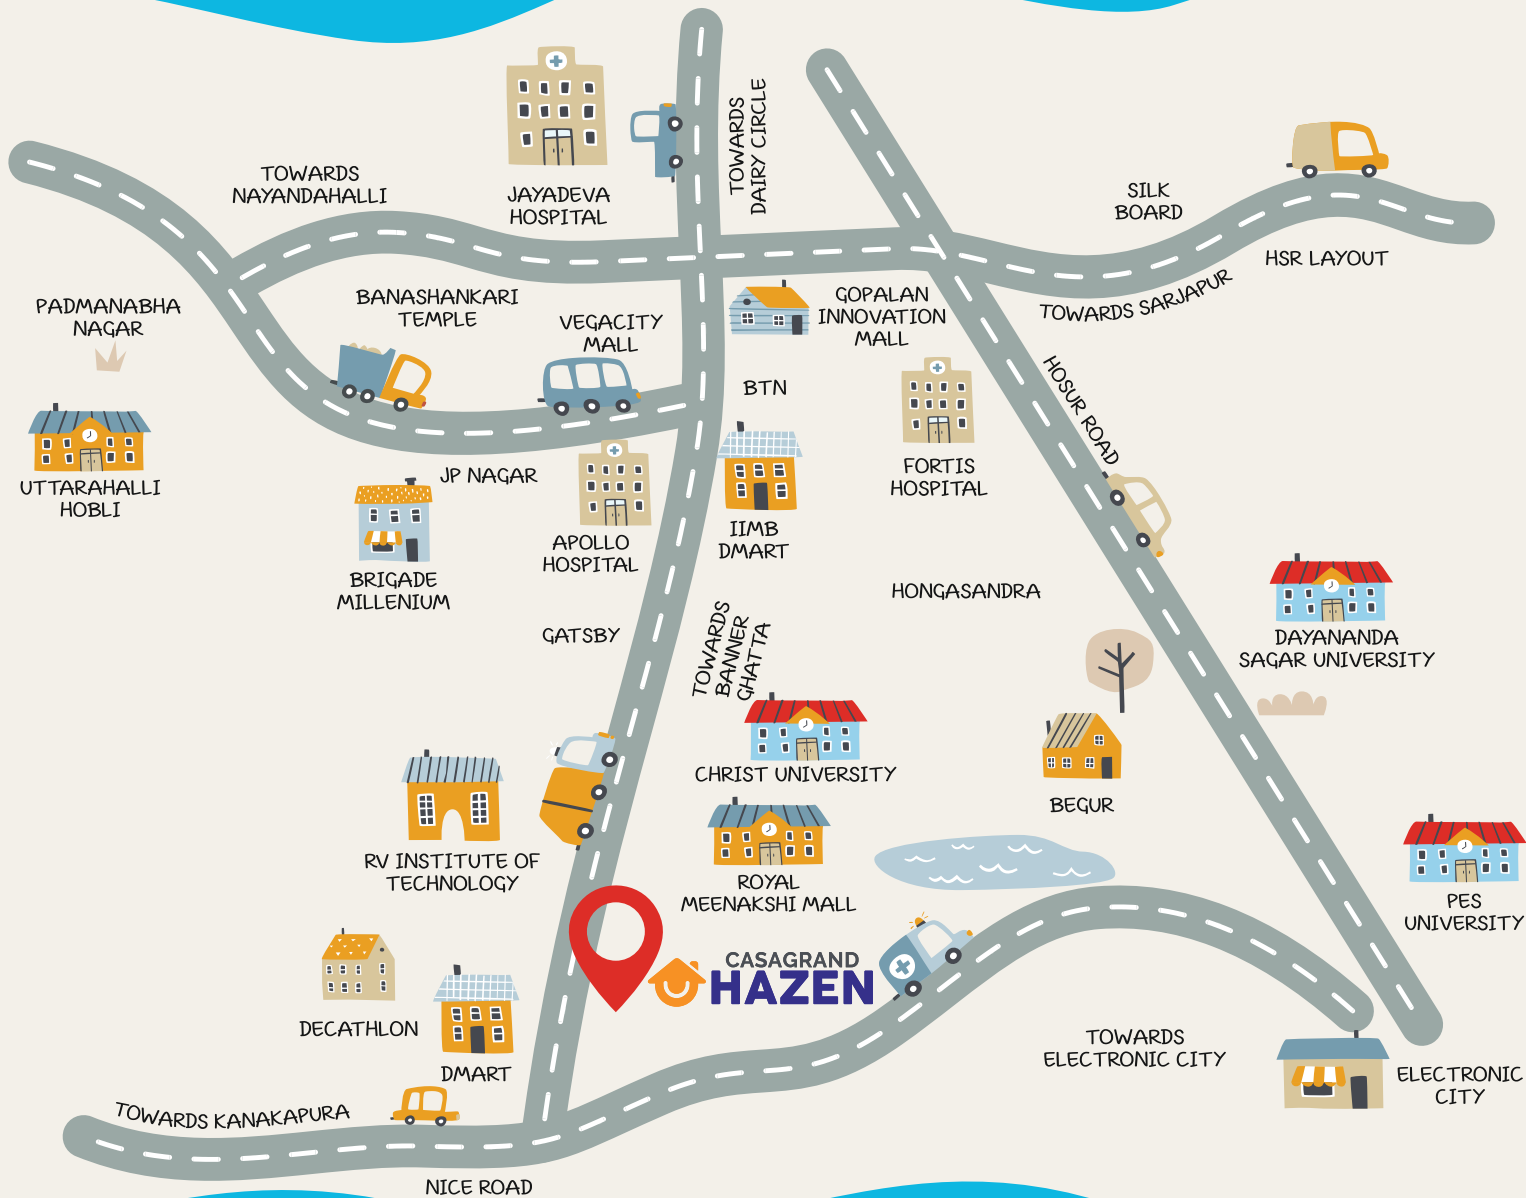 TOWARDS
DAIRY CIRCLE
TOWARDS
NAYANDAHALLI
JAYADEVA
HOSPITAL
SILK
BOARD
HSR LAYOUT
TOWARDS SARJAPUR
PADMANABHA
NAGAR
BANASHANKARI
TEMPLE
VEGACITY
MALL
GOPALAN
INNOVATION
MALL
BTN
HOSUR ROAD
UTTARAHALLI
HOBLI
JP NAGAR
FORTIS
HOSPITAL
BRIGADE
MILLENIUM
APOLLO
HOSPITAL
IIMB
DMART
HONGASANDRA
GATSBY
TOWARDS
BANNER
GHATTA
DAYANANDA
SAGAR UNIVERSITY
CHRIST UNIVERSITY
BEGUR
RV INSTITUTE OF
TECHNOLOGY
ROYAL
MEENAKSHI MALL
PES
UNIVERSITY
CASAGRAND
HAZEN
DECATHLON
DMART
TOWARDS
ELECTRONIC CITY
ELECTRONIC
CITY
TOWARDS KANAKAPURA
NICE ROAD